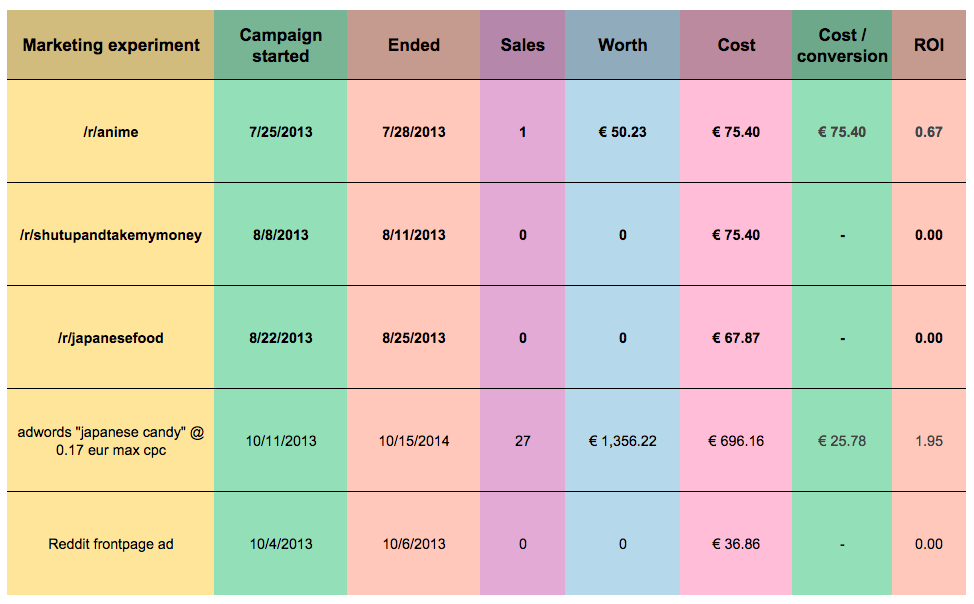 Marketing experiment Campaign started Ended Sales Worth Cost Cost / conversion ROI
/r/anime 7/25/2013 7/28/2013 1 € 50.23 € 75.40 € 75.40 0.67
/r/shutupandtakemymoney 8/8/2013 8/11/2013 0 0 € 75.40 - 0.00
/r/japanesefood 8/22/2013 8/25/2013 0 0 € 67.87 - 0.00
adwords "japanese candy" @ 0.17 eur max cpc 10/11/2013 10/15/2014 27 € 1,356.22 € 696.16 € 25.78 1.95
Reddit frontpage ad 10/4/2013 10/6/2013 0 0 € 36.86 - 0.00